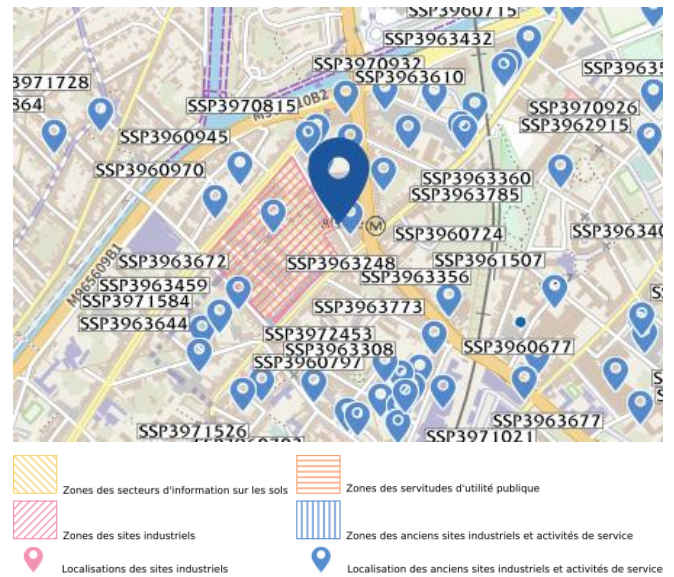 SSP3960715
SSP3963432
SSP3970932
SSP3963610
SSP3971728
SSP3970815
SSP3970926
SSP3962915
SSP3960945
SSP3960970
SSP3963360
SSP3963785
SSP3960724
SSP3963672
SSP3963248
SSP3961507
SSP3963459
SSP3963356
SSP3971584
SSP3963773
SSP3963644
SSP3972453
SSP3963308
SSP3960677
SSP3960797
SSP3963677
SSP3971526
SSP3971021
M965609B1
M
Zones des secteurs d'information sur les sols
Zones des servitudes d'utilité publique
Zones des sites industriels
Zones des anciens sites industriels et activités de service
Localisations des sites industriels
Localisation des anciens sites industriels et activités de service